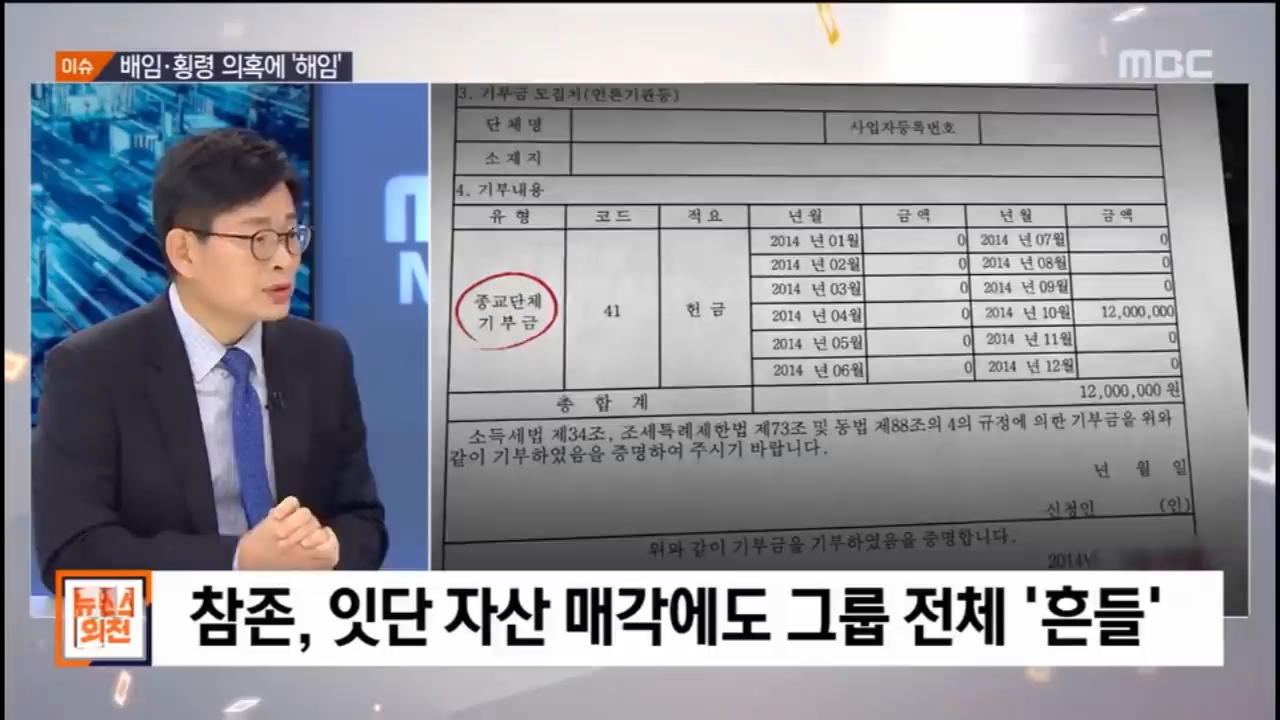 이슈 배임·횡령 의혹에 '해임'
MBC
3. 기부금 모집처(언론기관등)
단 체 명 사업자등록번호
소 재 지
4. 기부내용
유 형 코 드 적 요 년 월 금 액 년 월 금 액
종교단체
기 부 금
41
헌 금
2014 년 01월 0 2014 년 07월 0
2014 년 02월 0 2014 년 08월 0
2014 년 03월 0 2014 년 09월 0
2014 년 04월 0 2014 년 10월 12,000,000
2014 년 05월 0 2014 년 11월 0
2014 년 06월 0 2014 년 12월 0
총 합 계 12,000,000 원
소득세법 제34조, 조세특례제한법 제73조 및 동법 제88조의 4의 규정에 의한 기부금을 위와
같이 기부하였음을 증명하여 주시기 바랍니다.
년 월 일
신청인 (인)
위와 같이 기부금을 기부하였음을 증명합니다.
2014년
뉴스
외전
참존, 잇단 자산 매각에도 그룹 전체 '흔들'